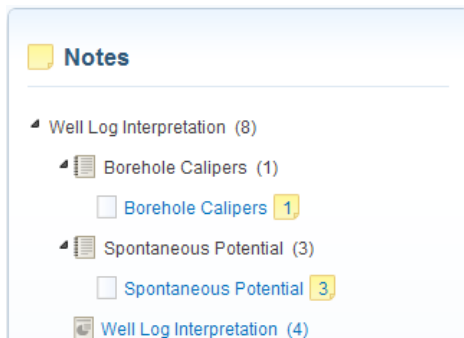 Notes
Well Log Interpretation (8)
Borehole Calipers (1)
Borehole Calipers 1
Spontaneous Potential (3)
Spontaneous Potential 3
Well Log Interpretation (4)